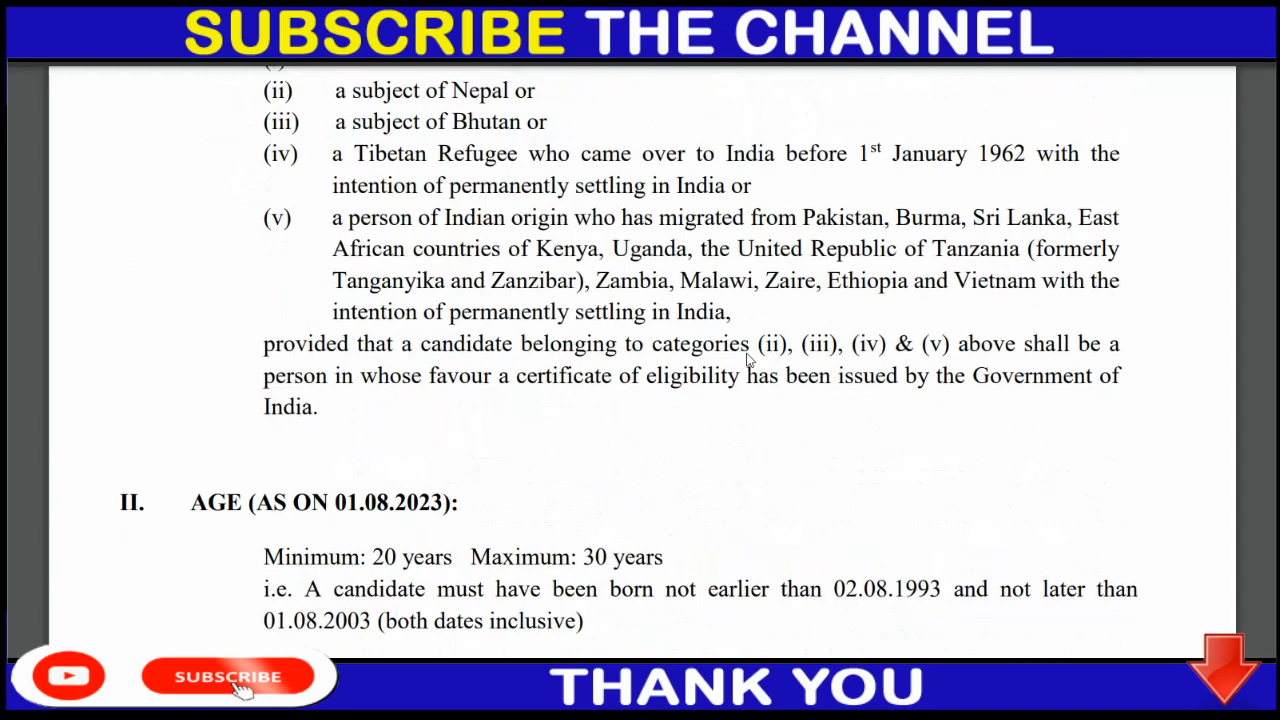 SUBSCRIBE THE CHANNEL
(ii) a subject of Nepal or
(iii) a subject of Bhutan or
(iv) a Tibetan Refugee who came over to India before 1st January 1962 with the
intention of permanently settling in India or
(v) a person of Indian origin who has migrated from Pakistan, Burma, Sri Lanka, East
African countries of Kenya, Uganda, the United Republic of Tanzania (formerly
Tanganyika and Zanzibar), Zambia, Malawi, Zaire, Ethiopia and Vietnam with the
intention of permanently settling in India,
provided that a candidate belonging to categories (ii), (iii), (iv) & (v) above shall be a
person in whose favour a certificate of eligibility has been issued by the Government of
India.
II. AGE (AS ON 01.08.2023):
Minimum: 20 years Maximum: 30 years
i.e. A candidate must have been born not earlier than 02.08.1993 and not later than
01.08.2003 (both dates inclusive)
SUBSCRIBE
THANK YOU